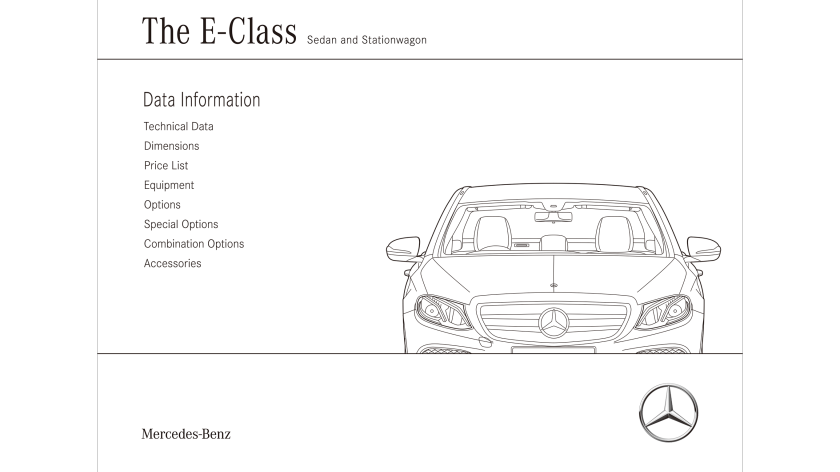 The E-Class Sedan and Stationwagon
Data Information
Technical Data
Dimensions
Price List
Equipment
Options
Special Options
Combination Options
Accessories
Mercedes-Benz